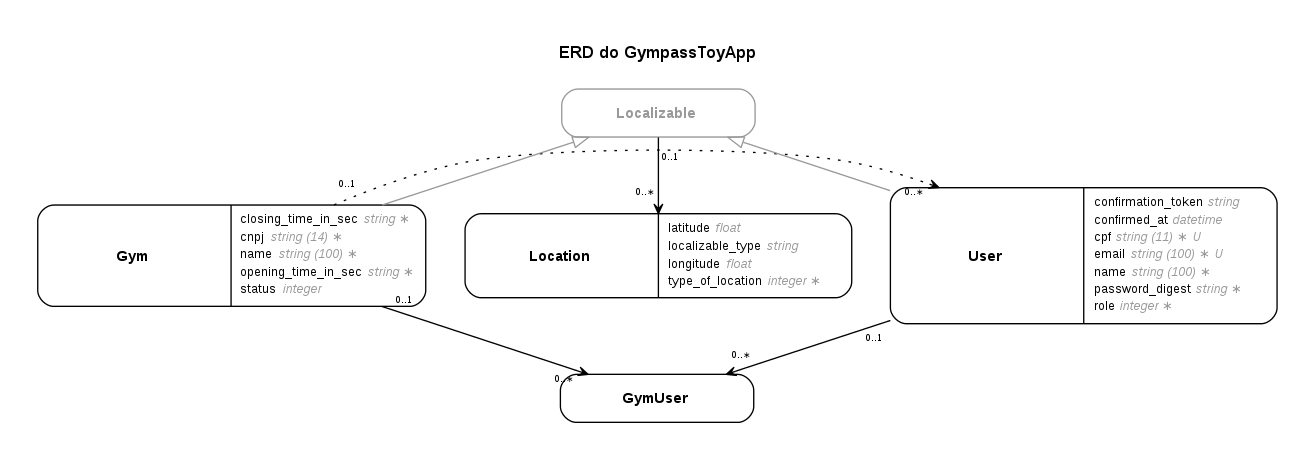 ERD do GympassToyApp
Localizable
0..1
0..∗
0..1
0..∗
Gym
closing_time_in_sec string ∗
cnpj string (14) ∗
name string (100) ∗
opening_time_in_sec string ∗
status integer
Location
latitude float
localizable_type string
longitude float
type_of_location integer ∗
User
confirmation_token string
confirmed_at datetime
cpf string (11) ∗ U
email string (100) ∗ U
name string (100) ∗
password_digest string ∗
role integer ∗
0..1
0..∗
0..1
0..∗
GymUser